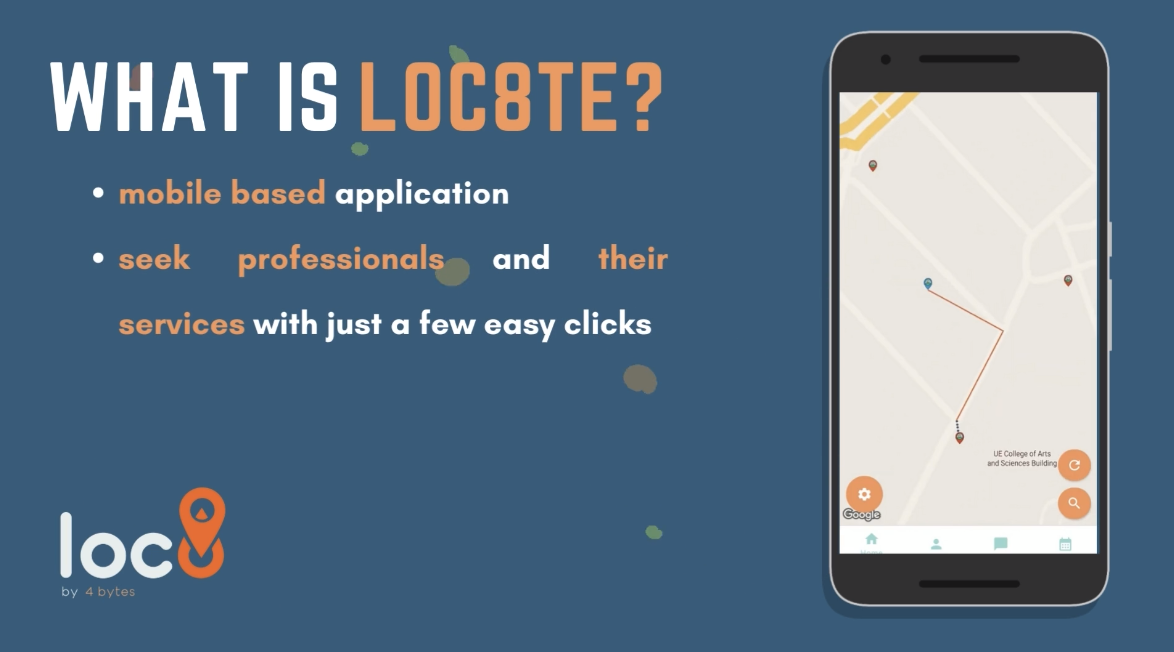 WHAT IS LOC8TE?
• mobile based application
• seek professionals and their
services with just a few easy clicks
UE College of Arts
and Sciences Building
Google
Home
loc8
by 4 bytes